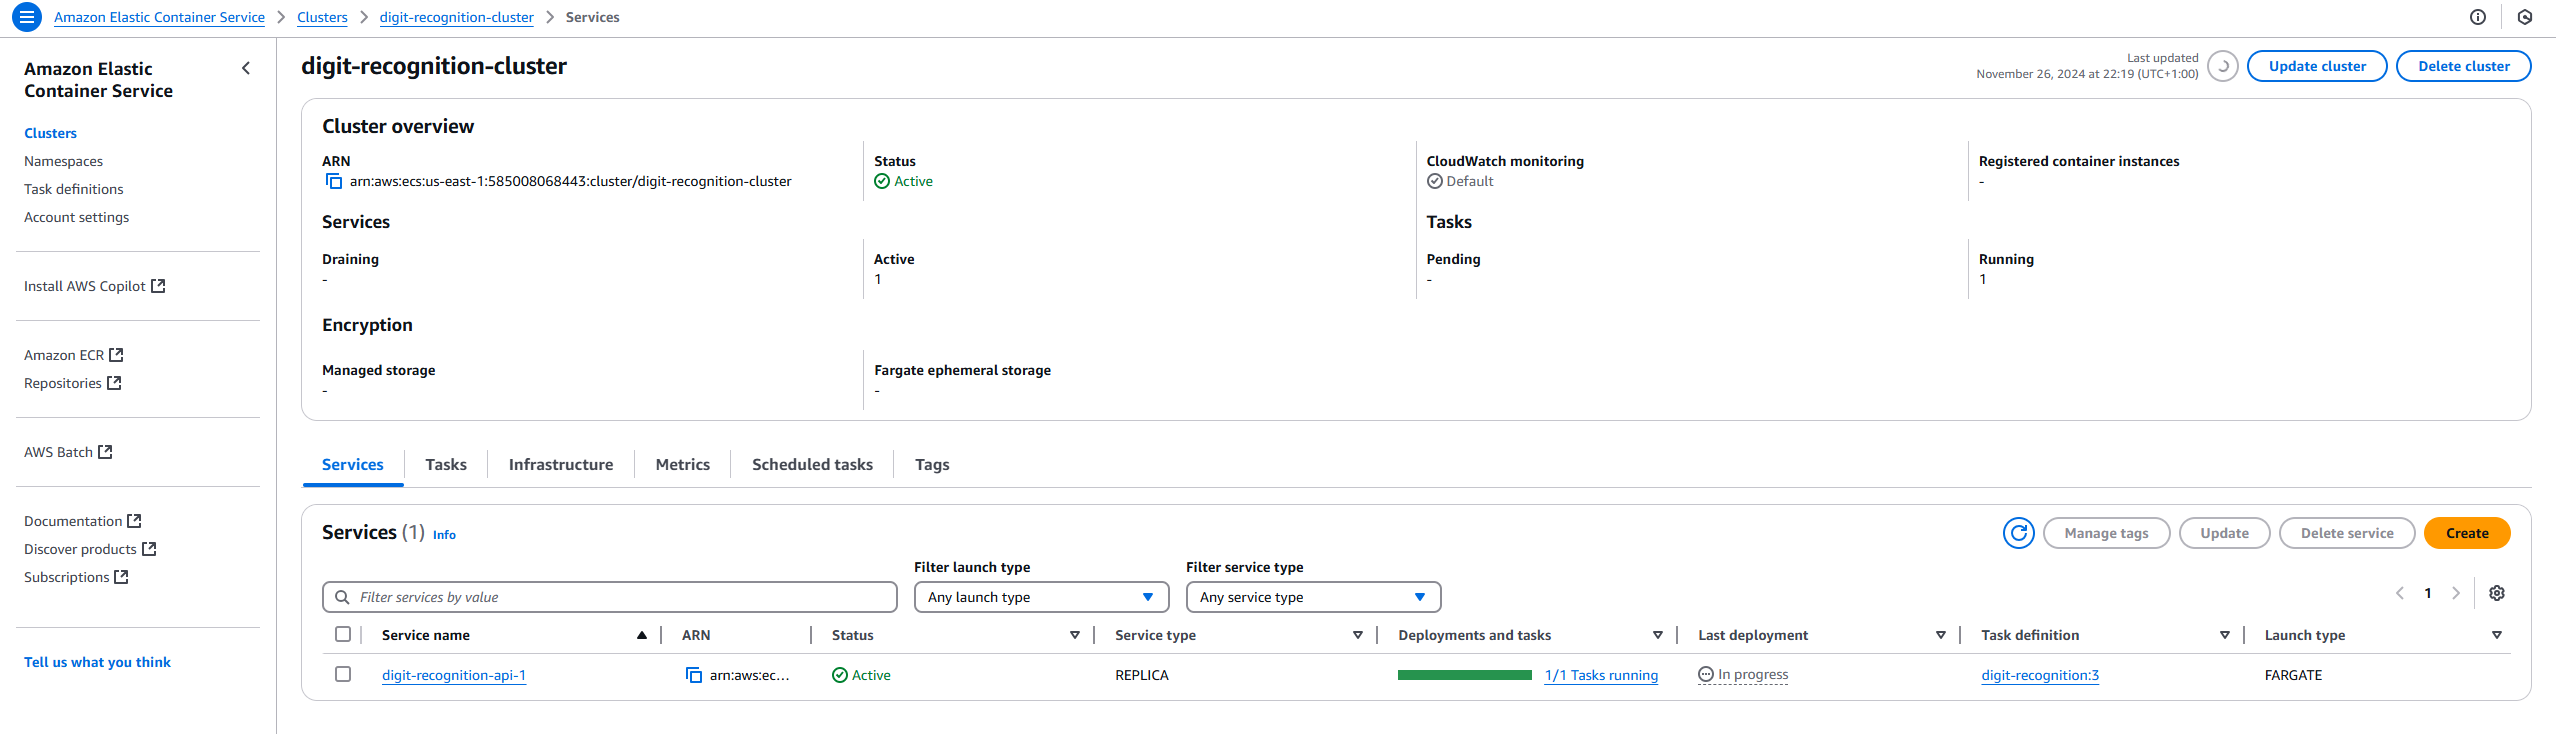 Amazon Elastic Container Service > Clusters > digit-recognition-cluster > Services
Amazon Elastic Container Service
Clusters
Namespaces
Task definitions
Account settings
Install AWS Copilot
Amazon ECR
Repositories
AWS Batch
Documentation
Discover products
Subscriptions
Tell us what you think
digit-recognition-cluster
Last updated
November 26, 2024 at 22:19 (UTC+1:00)
Update cluster
Delete cluster
Cluster overview
ARN
arn:aws:ecs:us-east-1:585008068443:cluster/digit-recognition-cluster
Status
Active
CloudWatch monitoring
Default
Registered container instances
-
Services
Tasks
Draining
-
Active
1
Pending
-
Running
1
Encryption
Managed storage
-
Fargate ephemeral storage
-
Services Tasks Infrastructure Metrics Scheduled tasks Tags
Services (1) Info
Manage tags
Update
Delete service
Create
Filter services by value
Filter launch type
Any launch type
Filter service type
Any service type
1
Service name ARN Status Service type Deployments and tasks Last deployment Task definition Launch type
digit-recognition-api-1 arn:aws:ec... Active REPLICA 1/1 Tasks running In progress digit-recognition:3 FARGATE